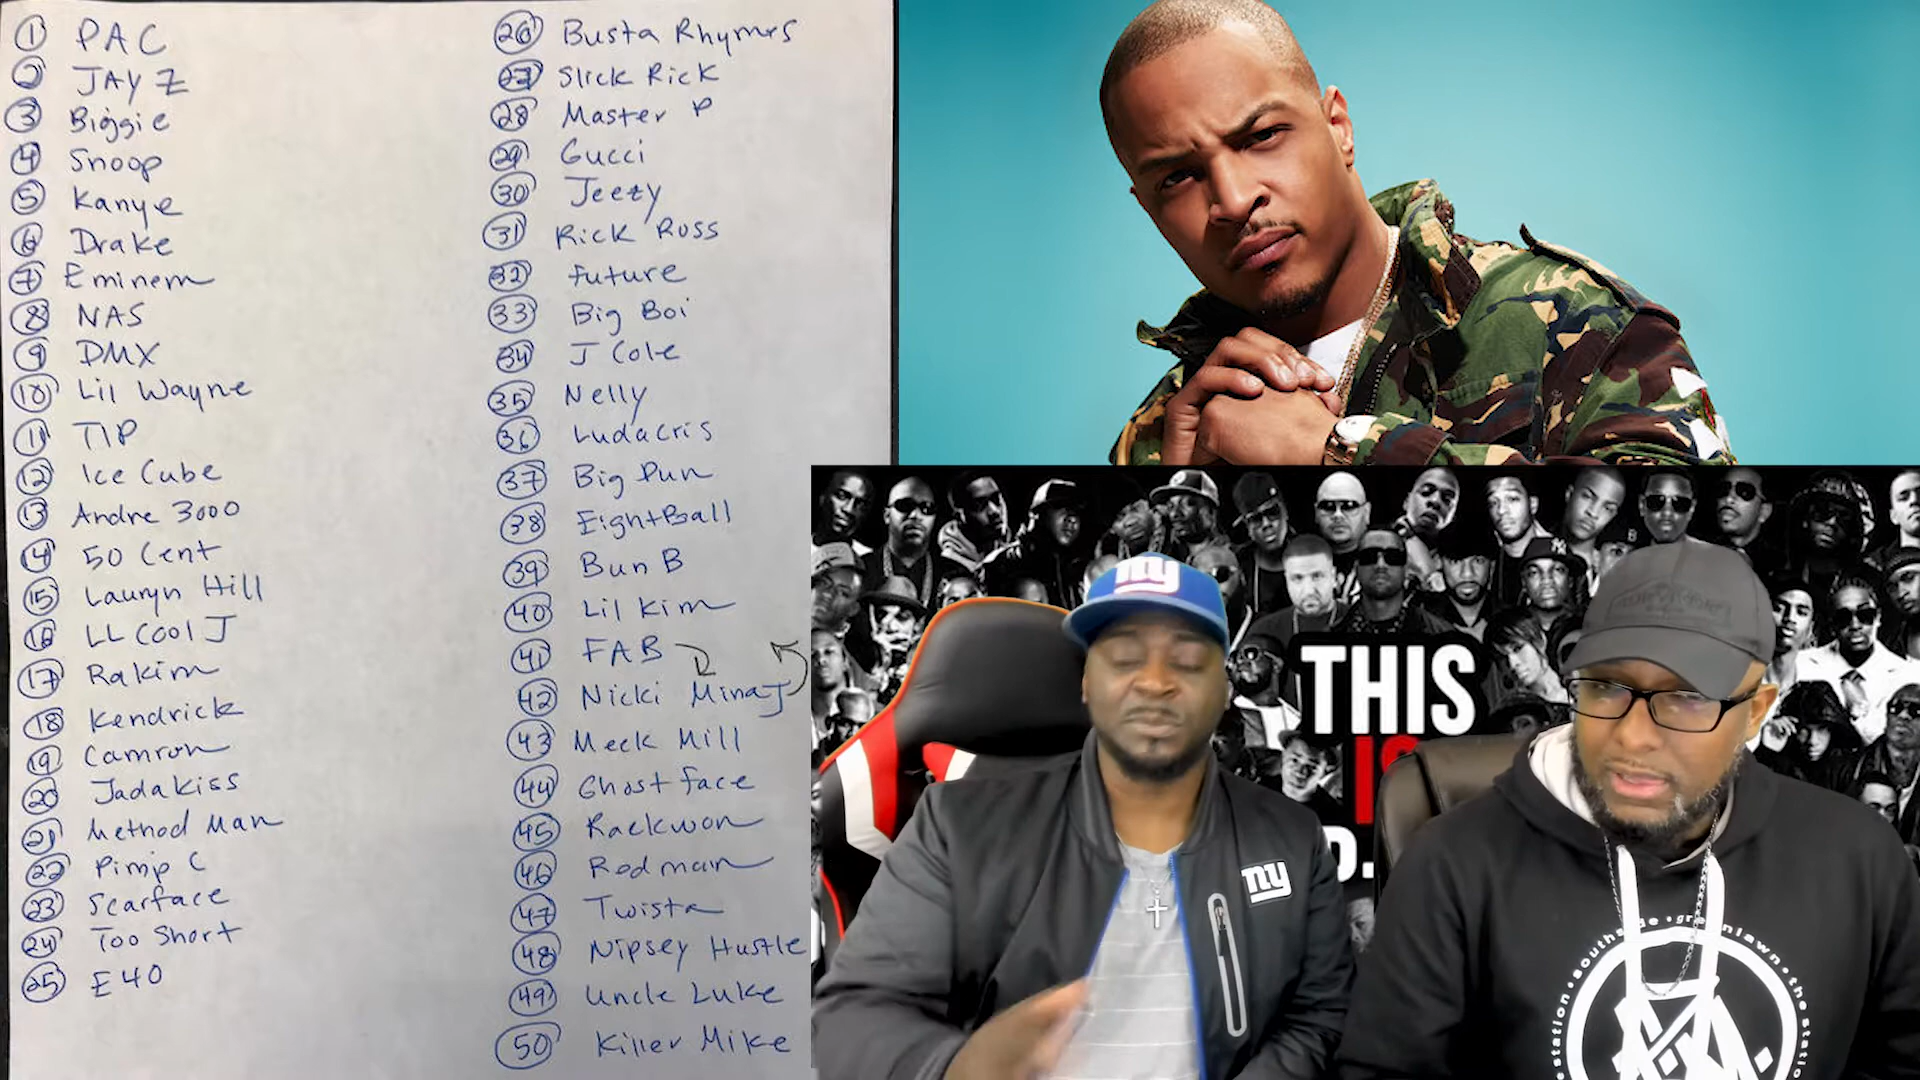 1 PAC
2 JAY Z
3 Biggie
4 Snoop
5 Kanye
6 Drake
7 Eminem
8 NAS
9 DMX
10 Lil Wayne
11 TIP
12 Ice Cube
13 Andre 3000
14 50 Cent
15 Lauryn Hill
16 LL COOl J
17 Rakim
18 Kendrick
19 Camron
20 Jadakiss
21 Method Man
22 Pimp C
23 Scarface
24 Too Short
25 E40
26 Busta Rhymes
27 Slick Rick
28 Master P
29 Gucci
30 Jeezy
31 Rick Ross
32 Future
33 Big Boi
34 J Cole
35 Nelly
36 Ludacris
37 Big Pun
38 EightBall
39 Bun B
40 Lil Kim
41 FAB
42 Nicki MinaJ
43 Meek Mill
44 Ghostface
45 Raekwon
46 Redman
47 Twista
48 Nipsey Hustle
49 Uncle Luke
50 Killer Mike
THIS
IS
D.
ny
ny